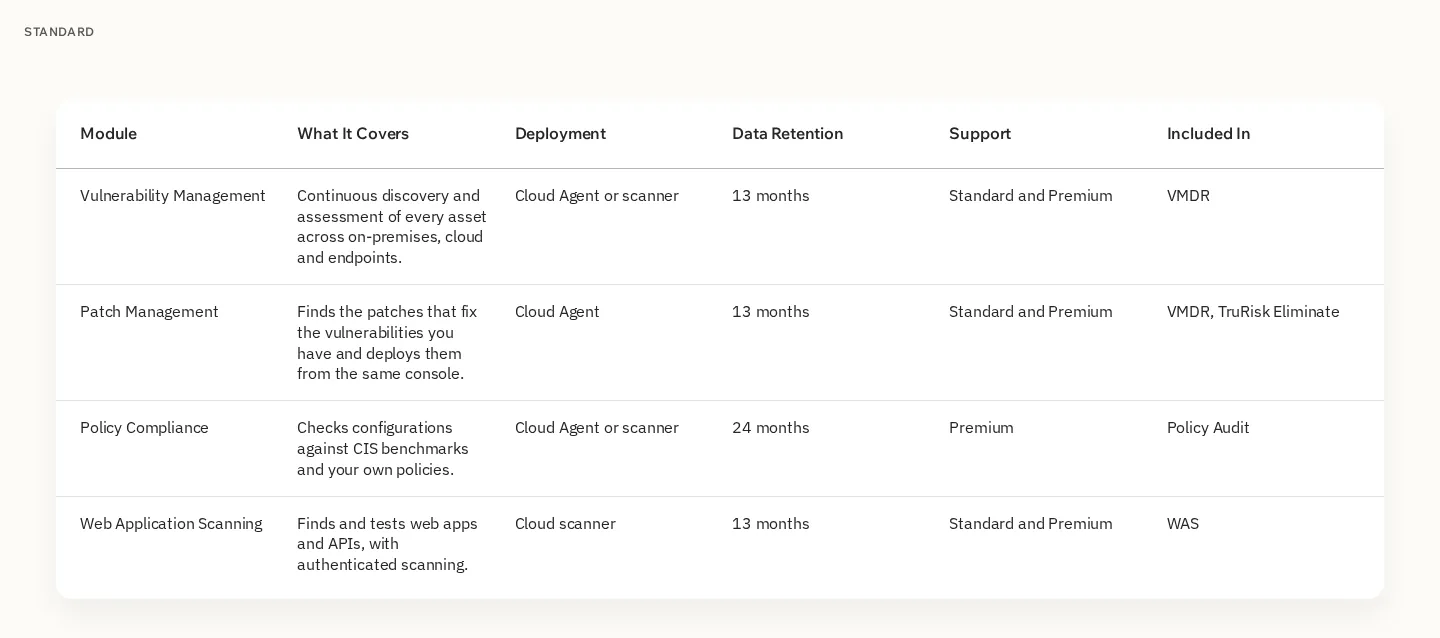 STANDARD
Module
What It Covers
Deployment
Data Retention
Support
Included In
Vulnerability Management
Continuous discovery and
assessment of every asset
across on-premises, cloud
and endpoints.
Cloud Agent or scanner
13 months
Standard and Premium
VMDR
Patch Management
Finds the patches that fix
the vulnerabilities you
have and deploys them
from the same console.
Cloud Agent
13 months
Standard and Premium
VMDR, TruRisk Eliminate
Policy Compliance
Checks configurations
against CIS benchmarks
and your own policies.
Cloud Agent or scanner
24 months
Premium
Policy Audit
Web Application Scanning
Finds and tests web apps
and APIs, with
authenticated scanning.
Cloud scanner
13 months
Standard and Premium
WAS